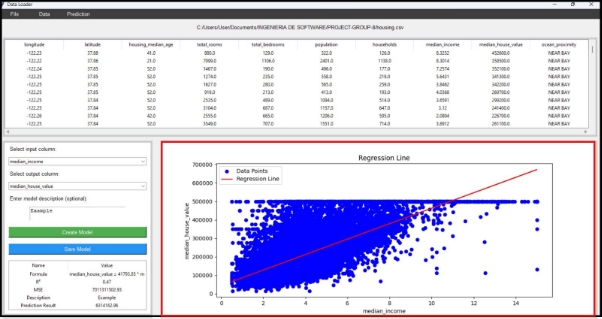 Data Loader
File Data Prediction
C:/Users/User/Documents/INGENIERIA DE SOFTWARE/PROJECT-GROUP-8/housing.csv
longitude latitude housing_median_age total_rooms total_bedrooms population households median_income median_house_value ocean_proximity
-122.23 37.88 41.0 880.0 129.0 322.0 126.0 8.3252 452600.0 NEAR BAY
-122.22 37.86 21.0 7099.0 1106.0 2401.0 1138.0 8.3014 358500.0 NEAR BAY
-122.24 37.85 52.0 1467.0 190.0 496.0 177.0 7.2574 352100.0 NEAR BAY
-122.25 37.85 52.0 1274.0 235.0 558.0 219.0 5.6431 341300.0 NEAR BAY
-122.25 37.85 52.0 1627.0 280.0 565.0 259.0 3.8462 342200.0 NEAR BAY
-122.25 37.85 52.0 919.0 213.0 413.0 193.0 4.0368 269700.0 NEAR BAY
-122.25 37.84 52.0 2535.0 489.0 1094.0 514.0 3.6591 299200.0 NEAR BAY
-122.25 37.84 52.0 3104.0 687.0 1157.0 647.0 3.12 241400.0 NEAR BAY
-122.26 37.84 42.0 2555.0 665.0 1206.0 595.0 2.0804 226700.0 NEAR BAY
-122.25 37.84 52.0 3549.0 707.0 1551.0 714.0 3.6912 261100.0 NEAR BAY
Select input column:
median_income
Select output column:
median_house_value
Enter model description (optional):
Example
Create Model
Save Model
Name Value
Formula
R² 0.47
MSE
Description Example
Prediction Result
Regression Line
Data Points
Regression Line
median_house_value
700000
600000
500000
400000
300000
200000
100000
0
0 2 4 6 8 10 12 14
median_income